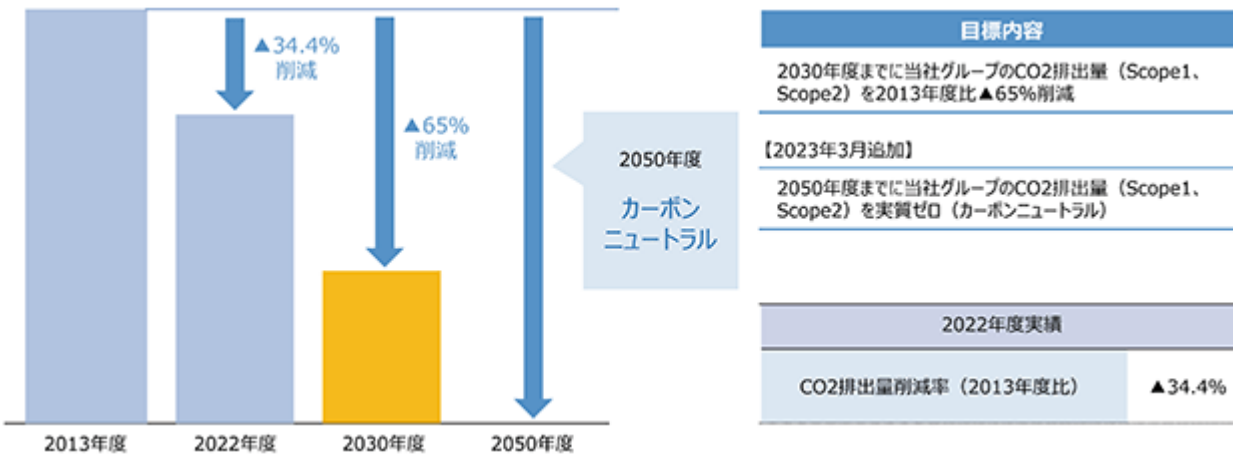 ▲34.4%
削減
▲65%
削減
2050年度
カーボン
ニュートラル
2013年度
2022年度
2030年度
2050年度
目標内容
2030年度までに当社グループのCO2排出量（Scope1、
Scope2）を2013年度比▲65%削減
【2023年3月追加】
2050年度までに当社グループのCO2排出量（Scope1、
Scope2）を実質ゼロ（カーボンニュートラル）
2022年度実績
CO2排出量削減率（2013年度比）
▲34.4%